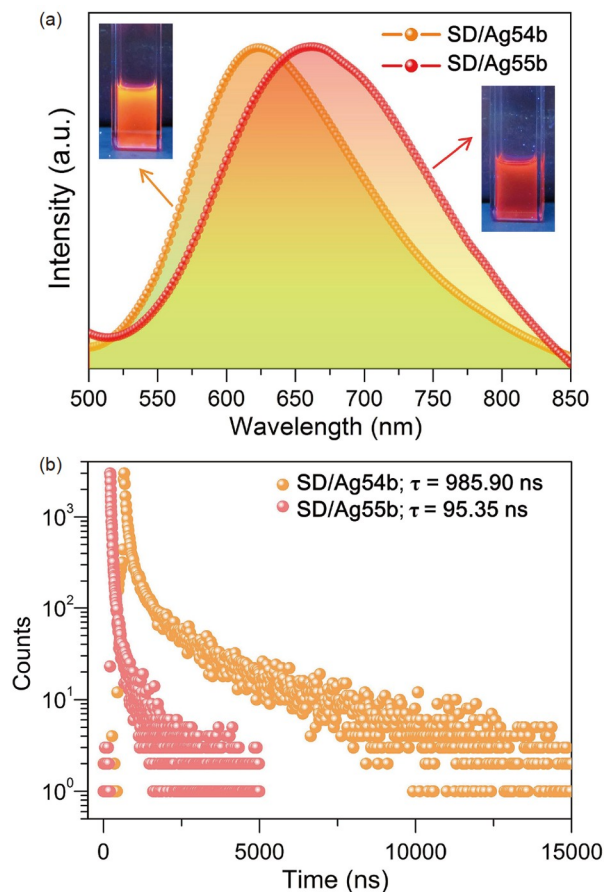 (a)
SD/Ag54b
SD/Ag55b
Intensity (a.u.)
500 550 600 650 700 750 800 850
Wavelength (nm)
(b)
SD/Ag54b; τ = 985.90 ns
SD/Ag55b; τ = 95.35 ns
10³
10²
10¹
10⁰
Counts
0 5000 10000 15000
Time (ns)